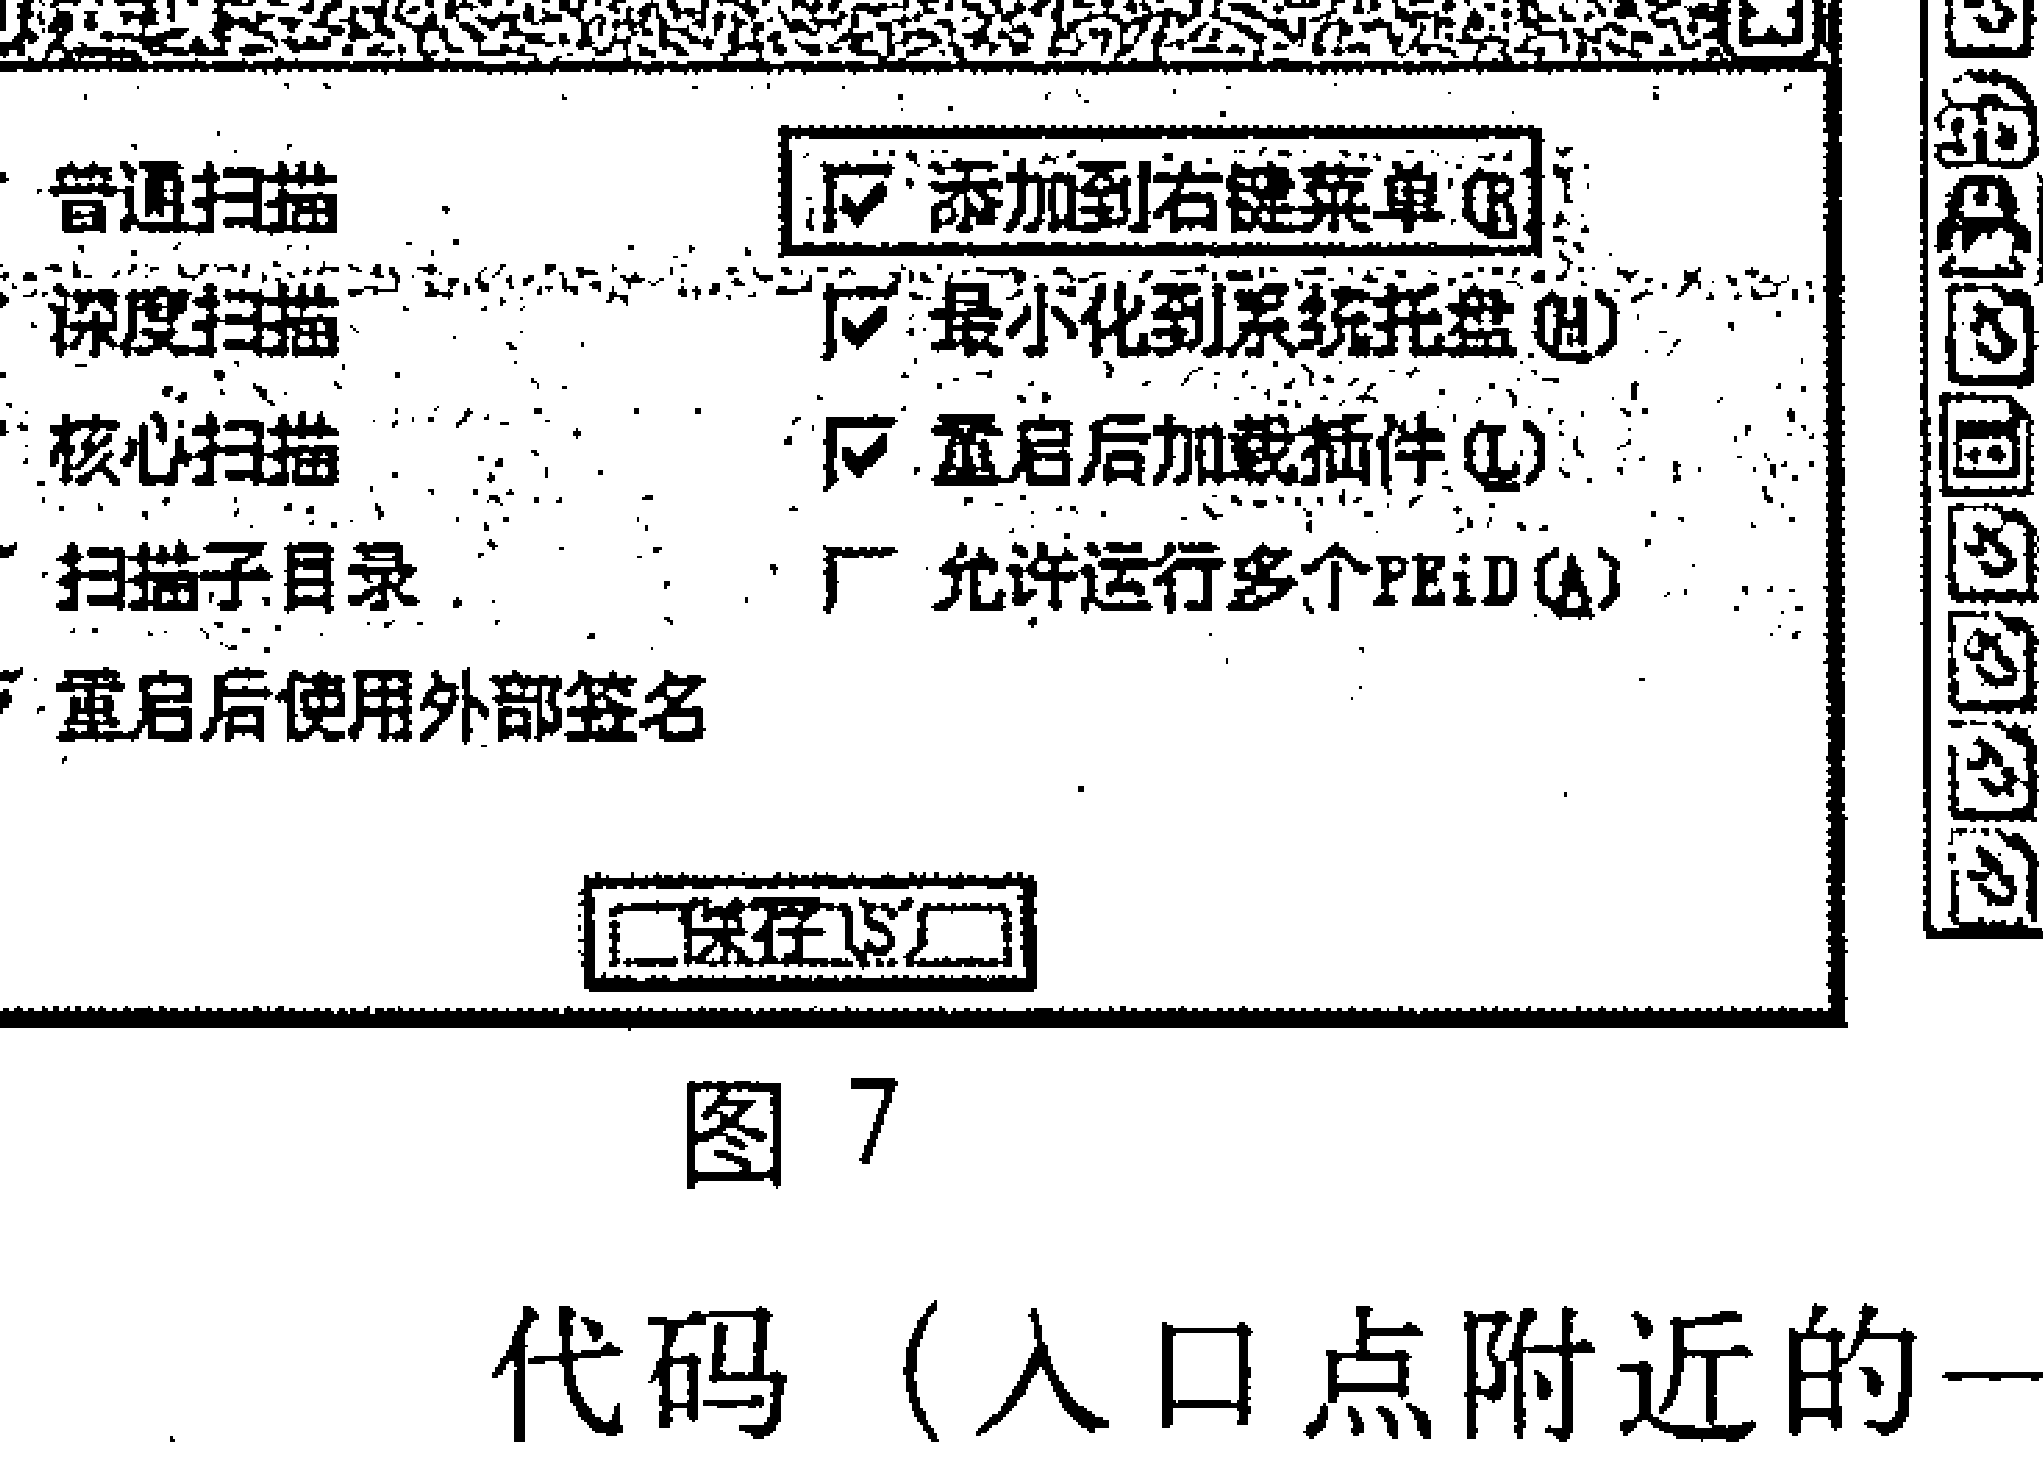 普通扫描
添加到右键菜单(R
深度扫描
最小化到系统托盘(H)
核心扫描
重启后加载插件(L)
扫描子目录
允许运行多个PEiD(A)
重启后使用外部签名
保存(S)
图 7
代码(入口点附近的一